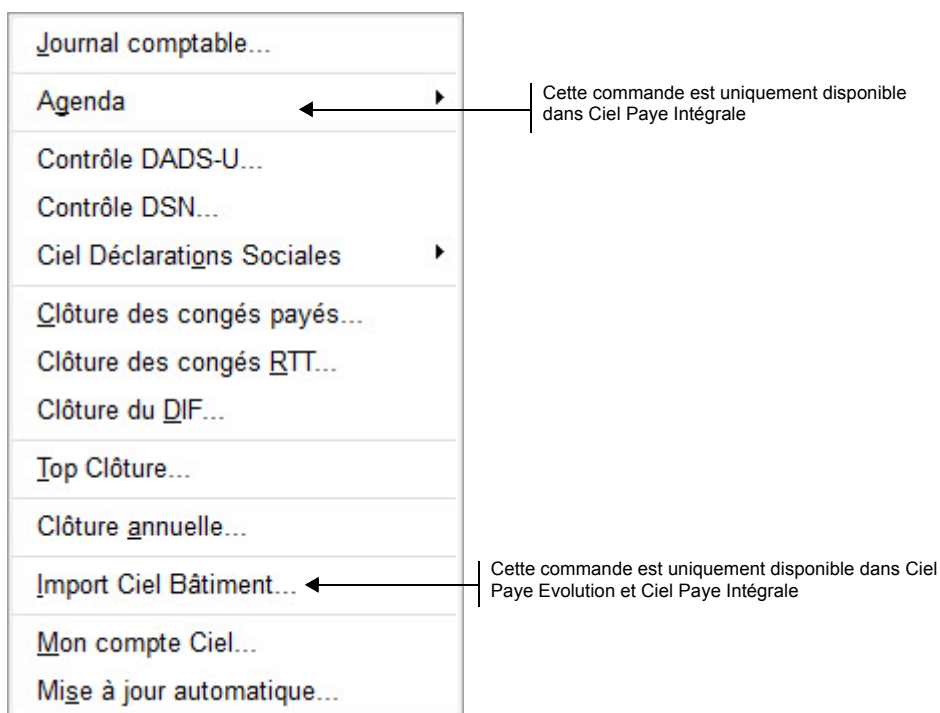 Journal comptable...
Agenda
Cette commande est uniquement disponible
dans Ciel Paye Intégrale
Contrôle DADS-U...
Contrôle DSN...
Ciel Déclarations Sociales
Clôture des congés payés...
Clôture des congés RTT...
Clôture du DIF...
Top Clôture...
Clôture annuelle...
Import Ciel Bâtiment...
Cette commande est uniquement disponible dans Ciel
Paye Evolution et Ciel Paye Intégrale
Mon compte Ciel...
Mise à jour automatique...